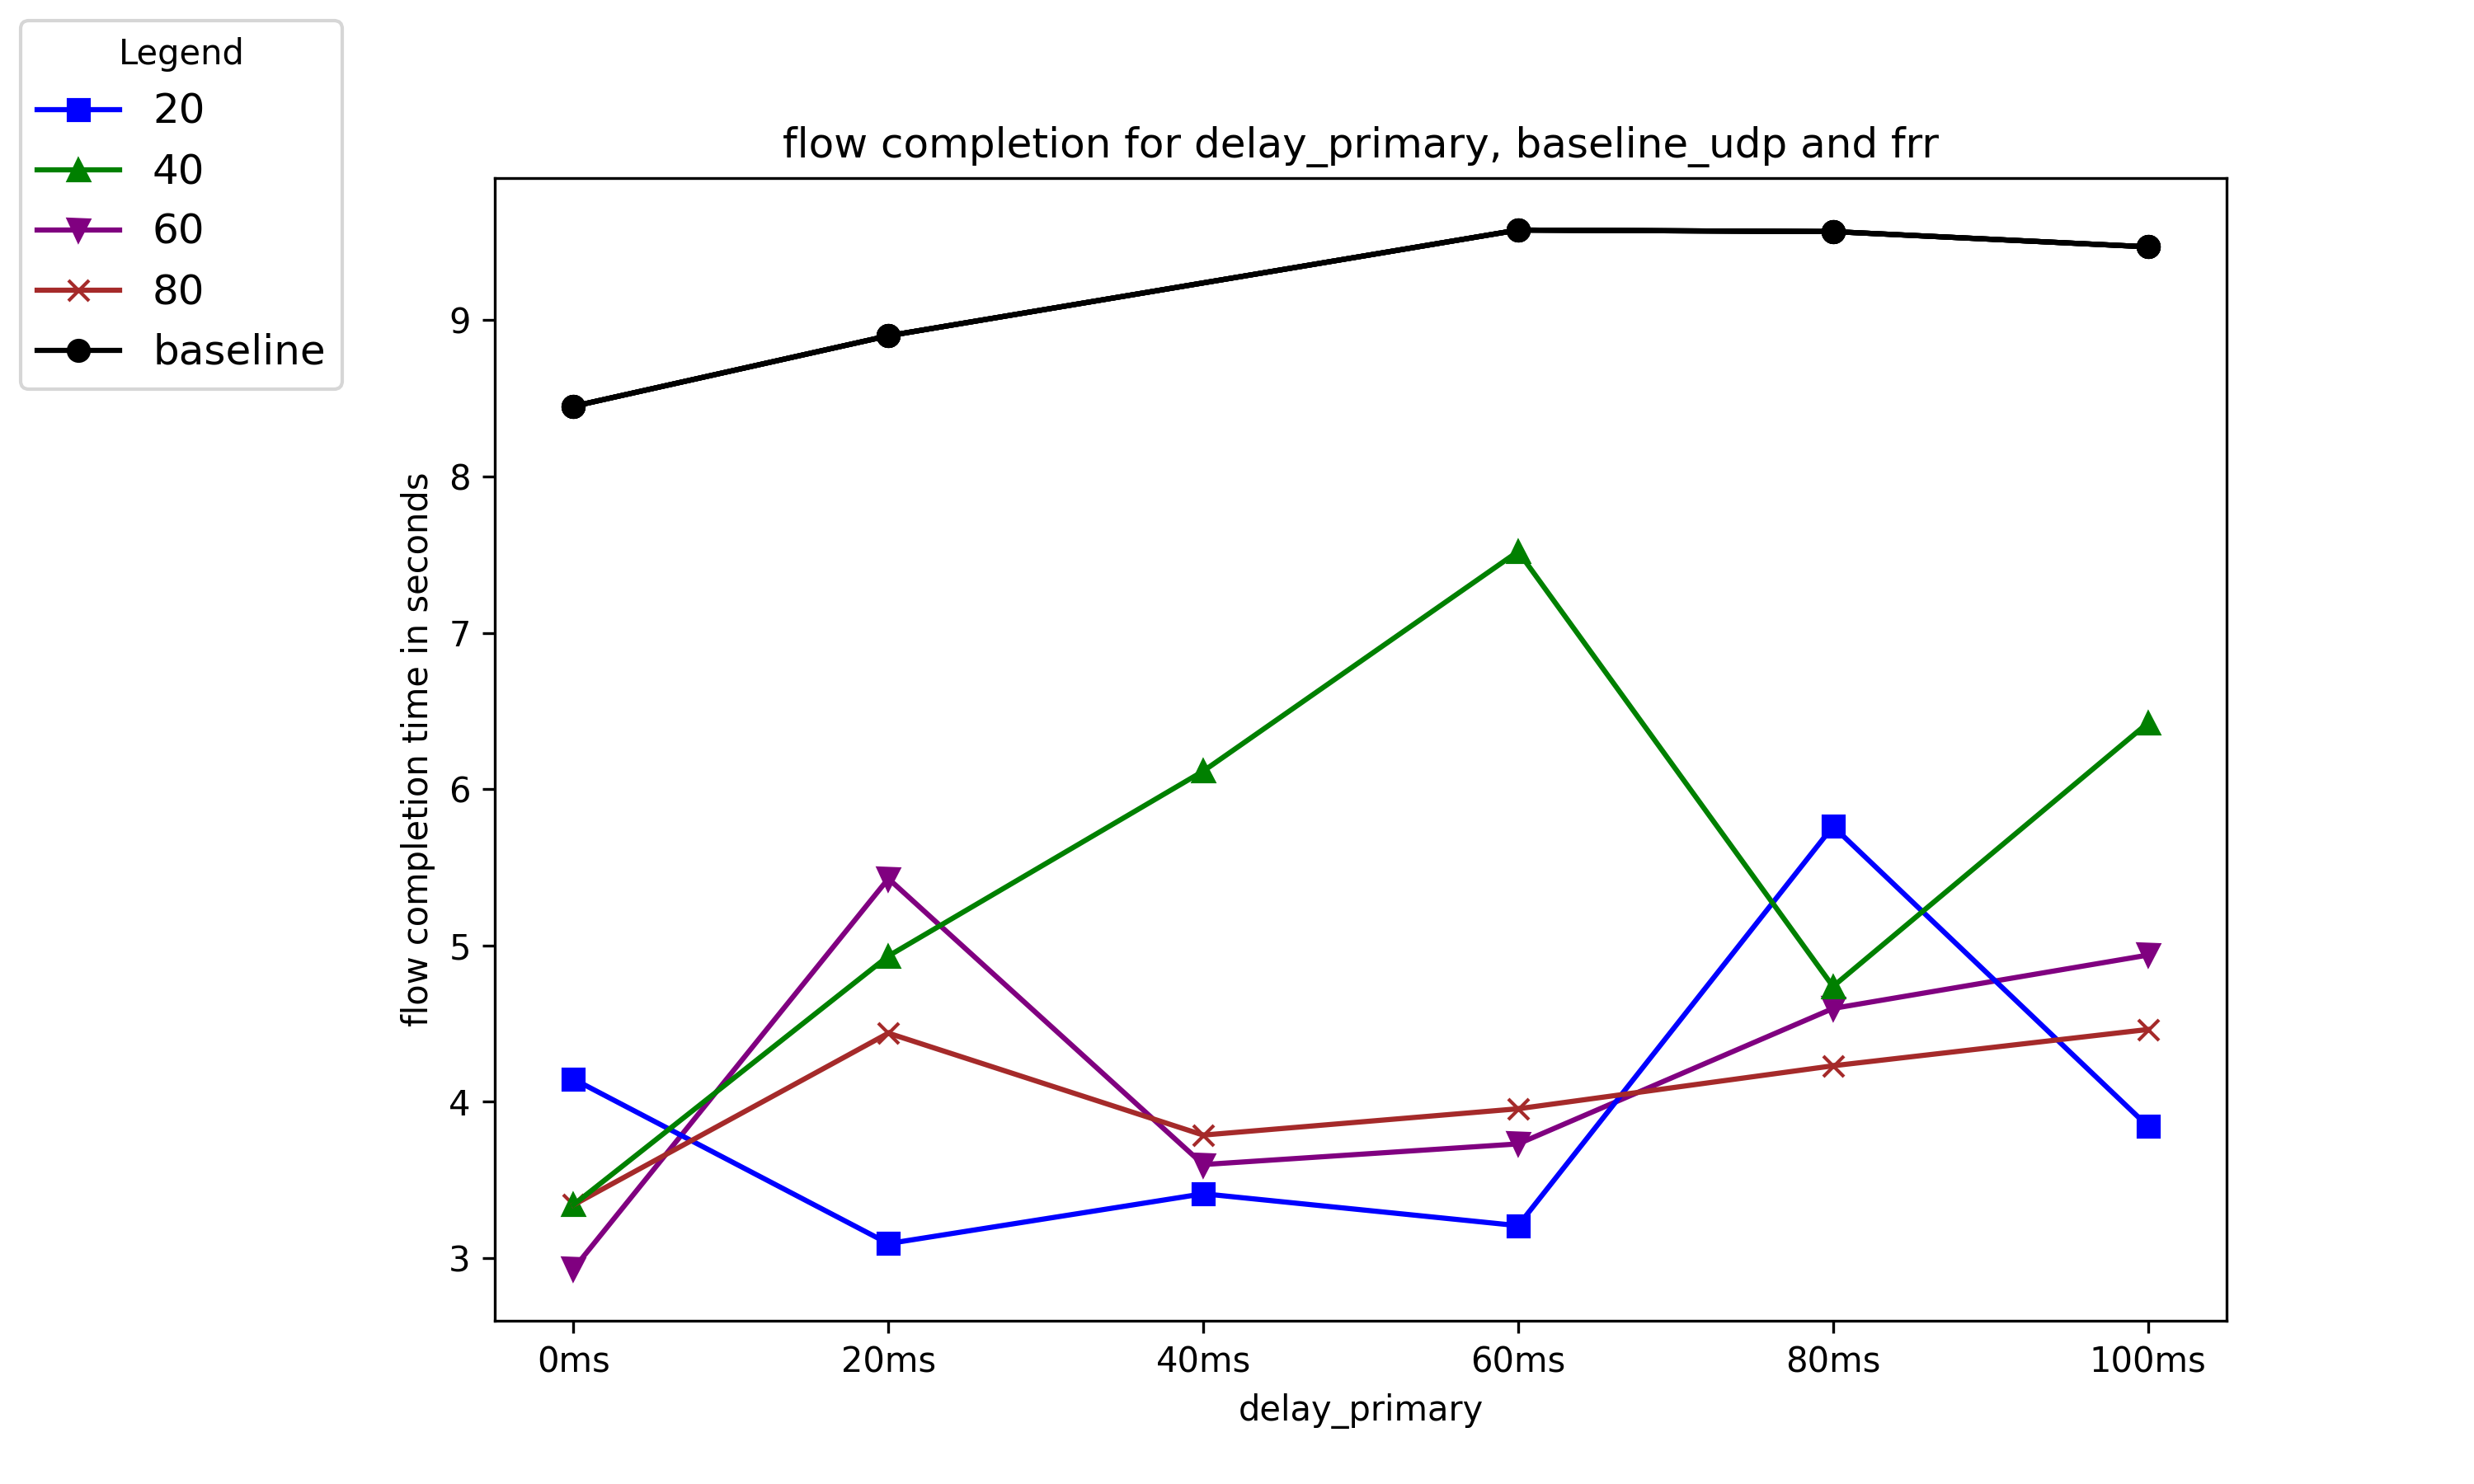 Legend
20
40
60
80
baseline
flow completion for delay_primary, baseline_udp and frr
flow completion time in seconds
9
8
7
6
5
4
3
0ms 20ms 40ms 60ms 80ms 100ms
delay_primary